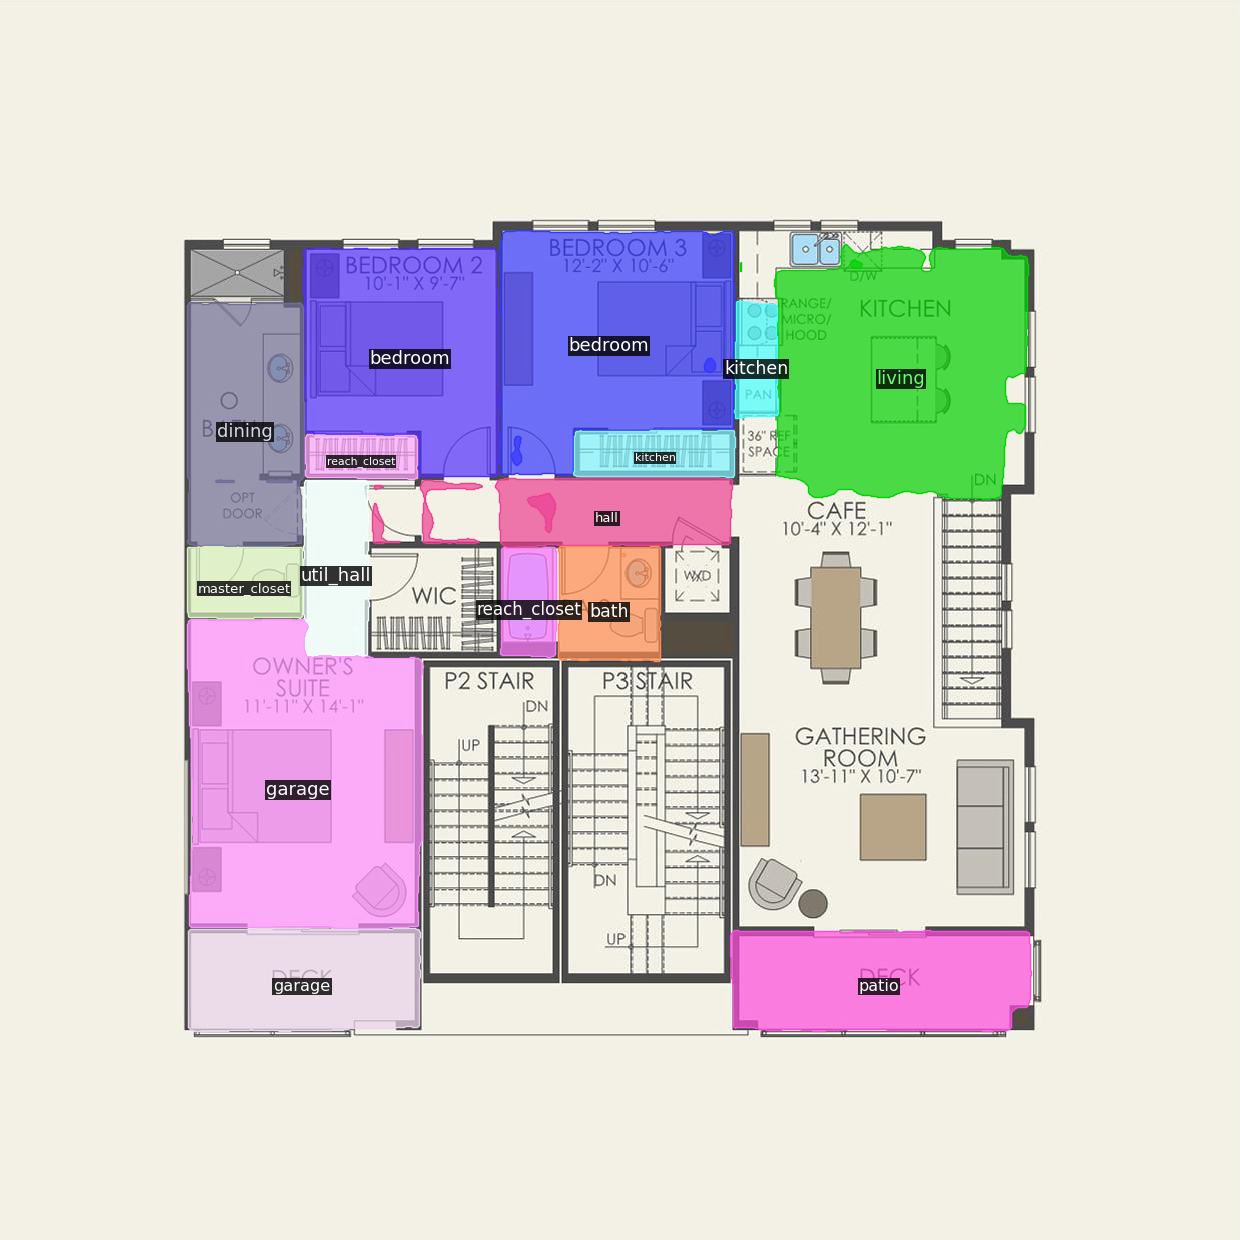 BEDROOM 2
10'-1" X 9'-7"
BEDROOM 3
12'-2" X 10'-6"
D/W
RANGE/
MICRO/
HOOD
KITCHEN
bedroom
bedroom
kitchen
living
PAN
dining
36" REF
SPACE
reach_closet
kitchen
DN
OPT
DOOR
hall
CAFE
10'-4" X 12'-1"
master_closet
util_hall
WIC
reach_closet
bath
OWNER'S
SUITE
11'-11" X 14'-1"
P2 STAIR
P3 STAIR
DN
UP
GATHERING
ROOM
13'-11" X 10'-7"
garage
DN
UP
DECK
garage
DECK
patio